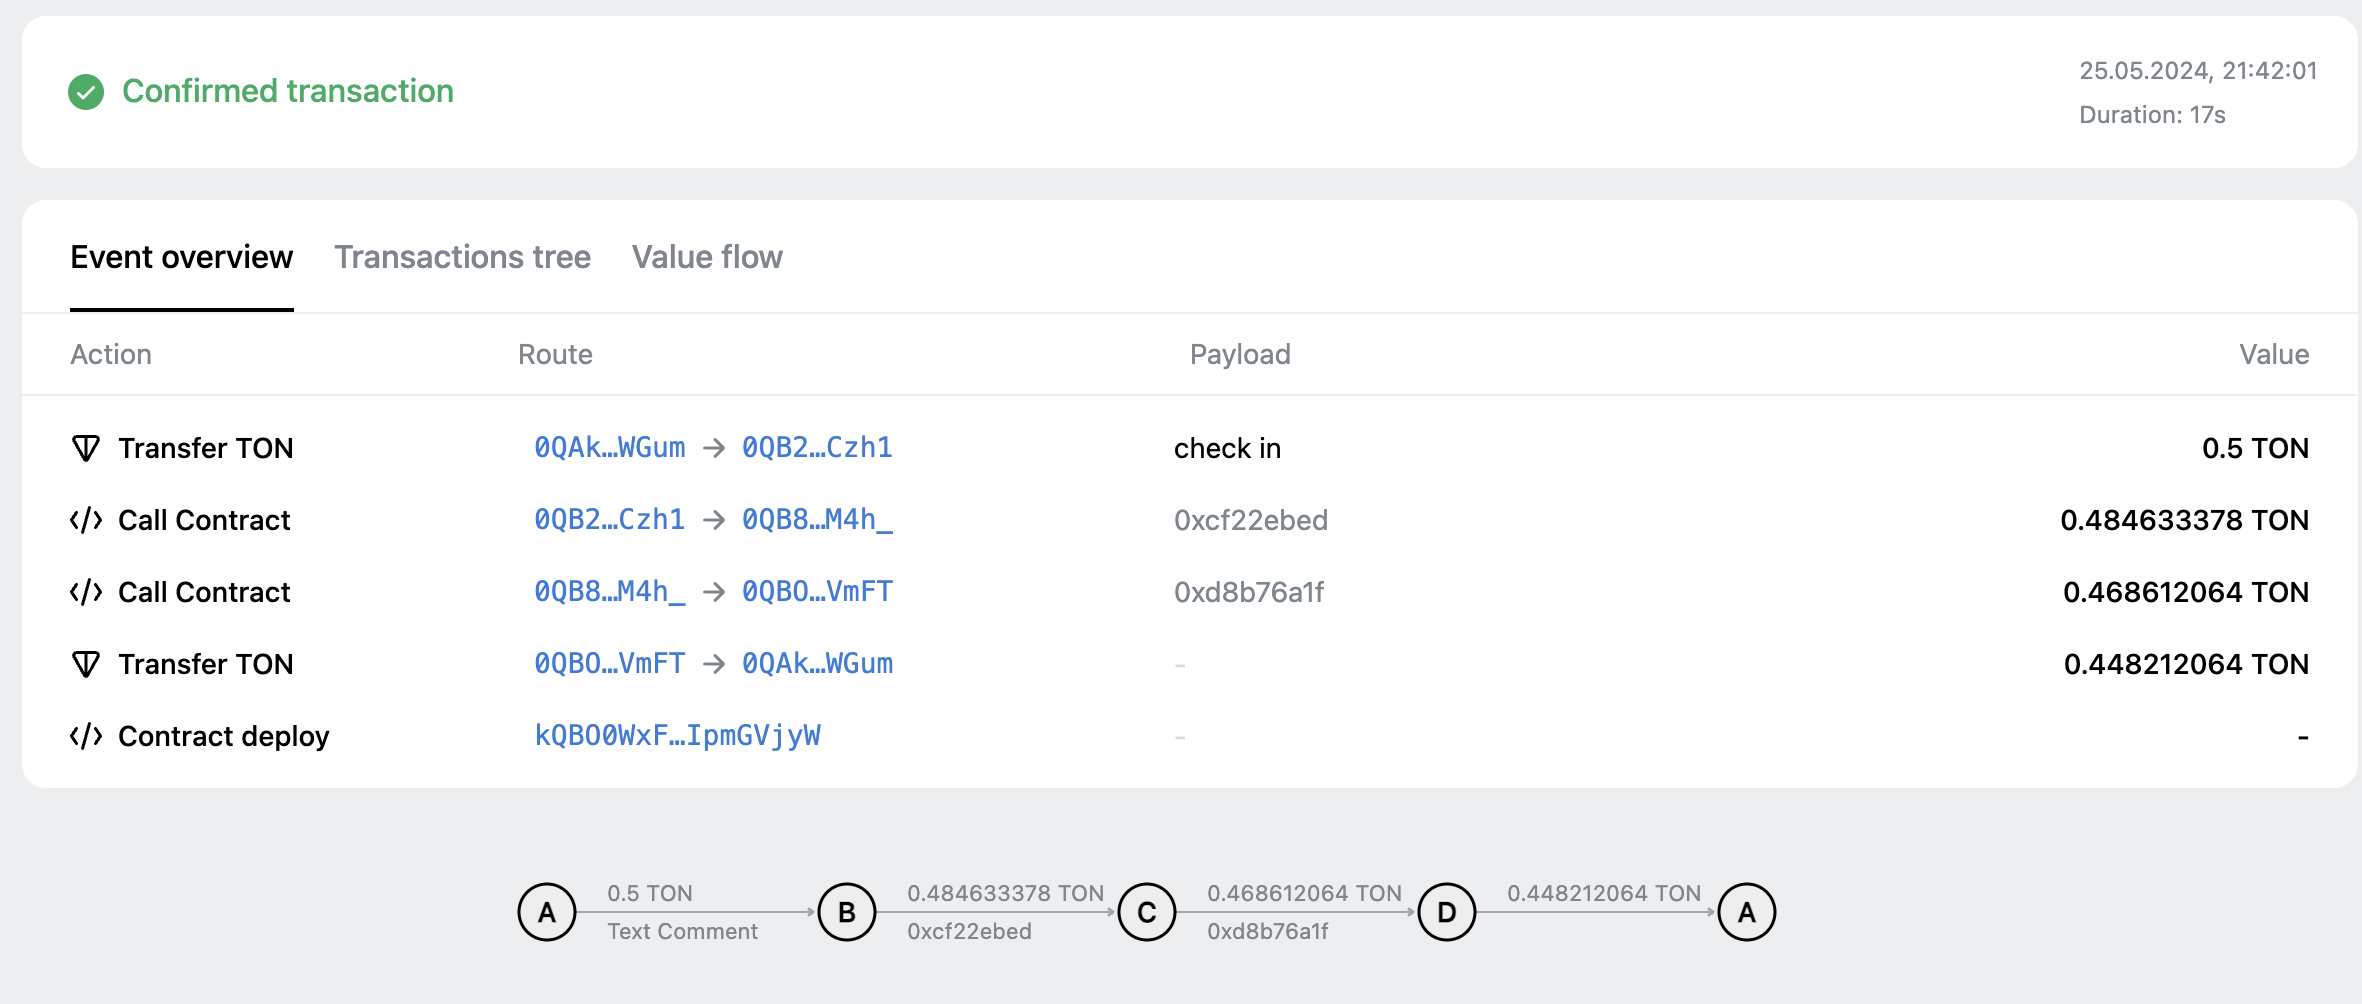 Confirmed transaction
25.05.2024, 21:42:01
Duration: 17s
Event overview Transactions tree Value flow
Action Route Payload Value
Transfer TON 0QAk…WGum → 0QB2…Czh1 check in 0.5 TON
</> Call Contract 0QB2…Czh1 → 0QB8…M4h_ 0xcf22ebed 0.484633378 TON
</> Call Contract 0QB8…M4h_ → 0QBO…VmFT 0xd8b76a1f 0.468612064 TON
Transfer TON 0QBO…VmFT → 0QAk…WGum - 0.448212064 TON
</> Contract deploy kQBO0WxF…IpmGVjyW - -
0.5 TON 0.484633378 TON 0.468612064 TON 0.448212064 TON
A B C D A
Text Comment 0xcf22ebed 0xd8b76a1f